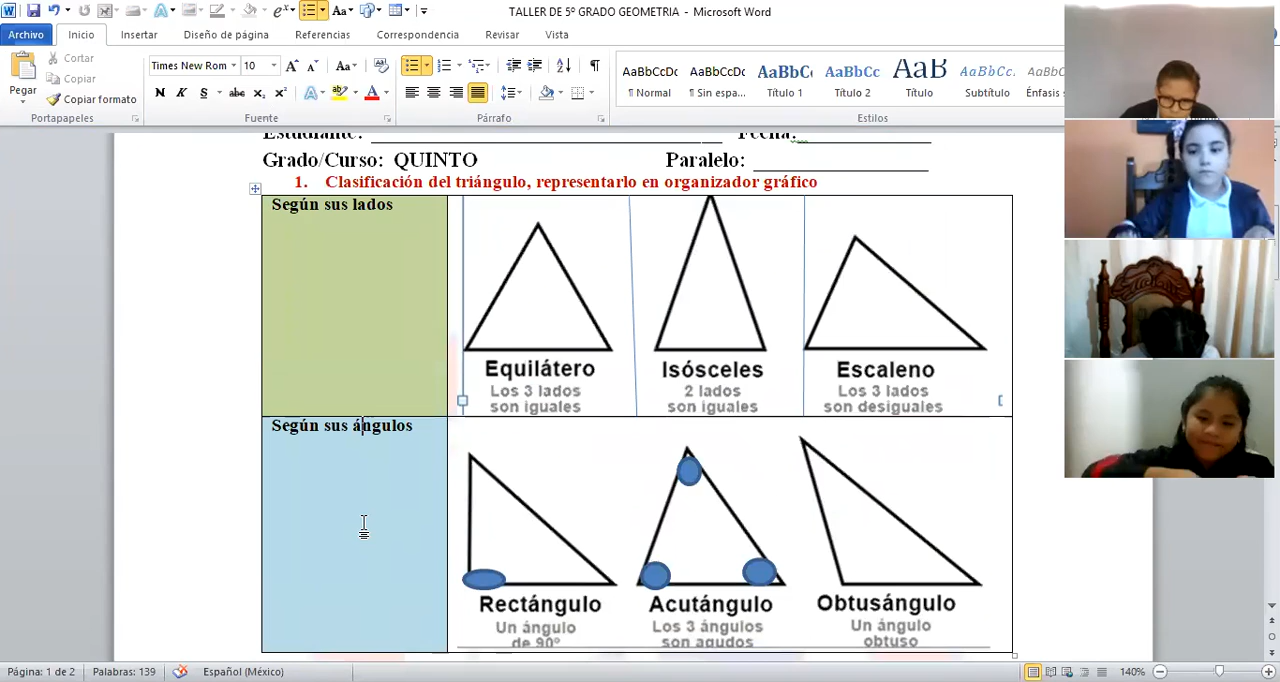 TALLER DE 5º GRADO GEOMETRIA - Microsoft Word
Archivo Inicio Insertar Diseño de página Referencias Correspondencia Revisar Vista
Pegar
Cortar
Copiar
Copiar formato
Portapapeles
Times New Rom 10
N K S abc x₂ x²
Fuente
Párrafo
AaBbCcDc AaBbCcDc AaBbC AaBbCc AaB AaBbCc. AaBbC
¶ Normal ¶ Sin espa... Título 1 Título 2 Título Subtítulo Énfasis
Estilos
Estudiante: Fecha:
Grado/Curso: QUINTO Paralelo:
1. Clasificación del triángulo, representarlo en organizador gráfico
Según sus lados
Equilátero
Los 3 lados
son iguales
Isósceles
2 lados
son iguales
Escaleno
Los 3 lados
son desiguales
Según sus ángulos
Rectángulo
Un ángulo
de 90º
Acutángulo
Los 3 ángulos
son agudos
Obtusángulo
Un ángulo
obtuso
Página: 1 de 2 Palabras: 139 Español (México) 140%